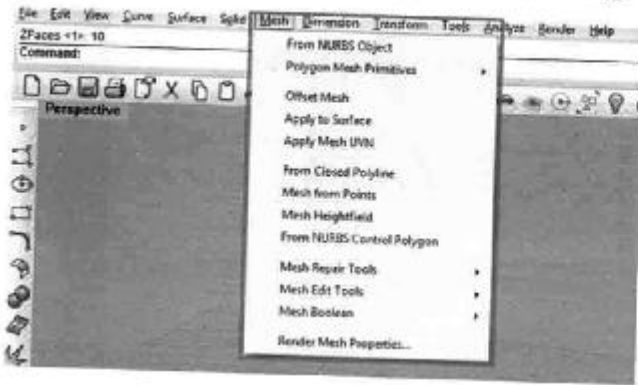 File Edit View Curve Surface Solid Mesh Dimension Transform Tools Analyze Render Help
ZFaces <1>: 10
Command:
Perspective
From NURBS Object
Polygon Mesh Primitives
Offset Mesh
Apply to Surface
Apply Mesh UVN
From Closed Polyline
Mesh from Points
Mesh Heightfield
From NURBS Control Polygon
Mesh Repair Tools
Mesh Edit Tools
Mesh Boolean
Render Mesh Properties...